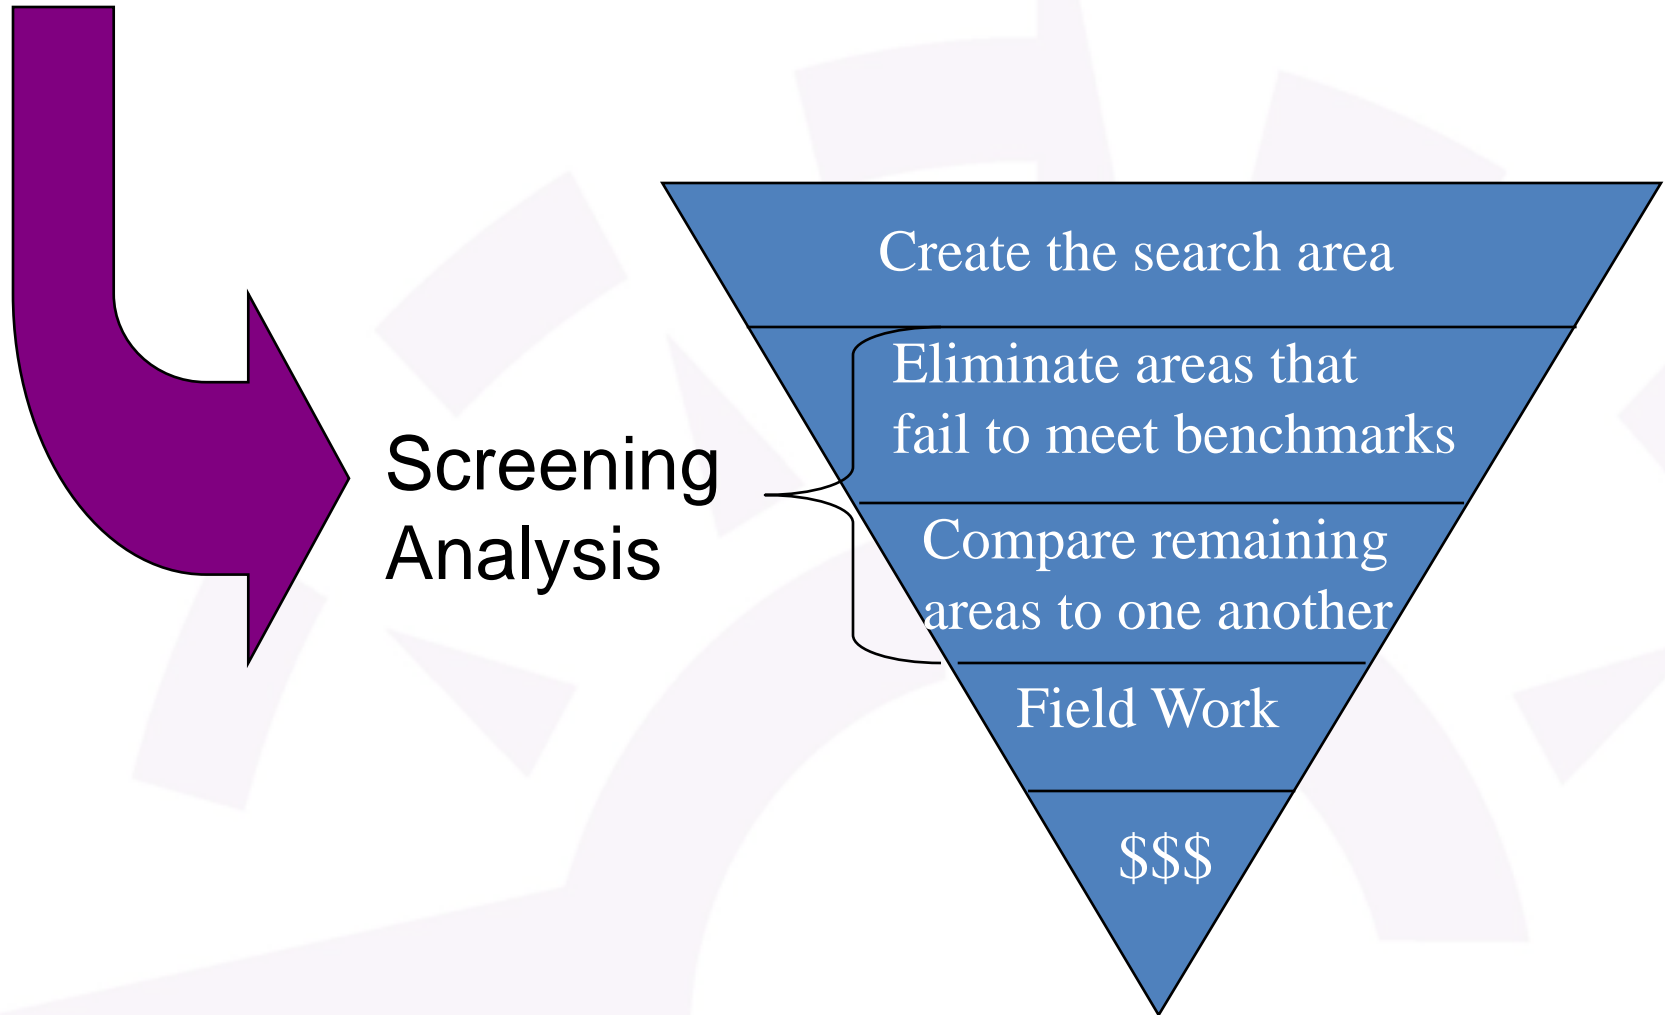 Create the search area
Eliminate areas that
fail to meet benchmarks
Screening
Analysis
Compare remaining
areas to one another
Field Work
$$$